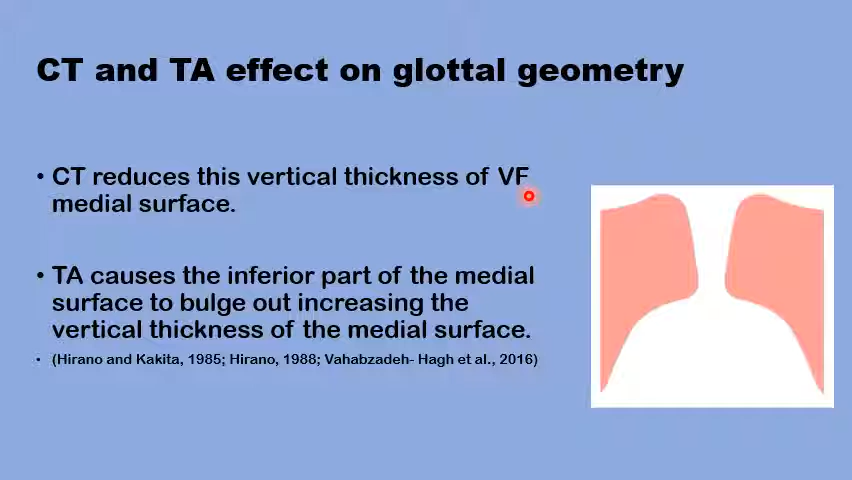 CT and TA effect on glottal geometry
• CT reduces this vertical thickness of VF
medial surface.
• TA causes the inferior part of the medial
surface to bulge out increasing the
vertical thickness of the medial surface.
• (Hirano and Kakita, 1985; Hirano, 1988; Vahabzadeh- Hagh et al., 2016)